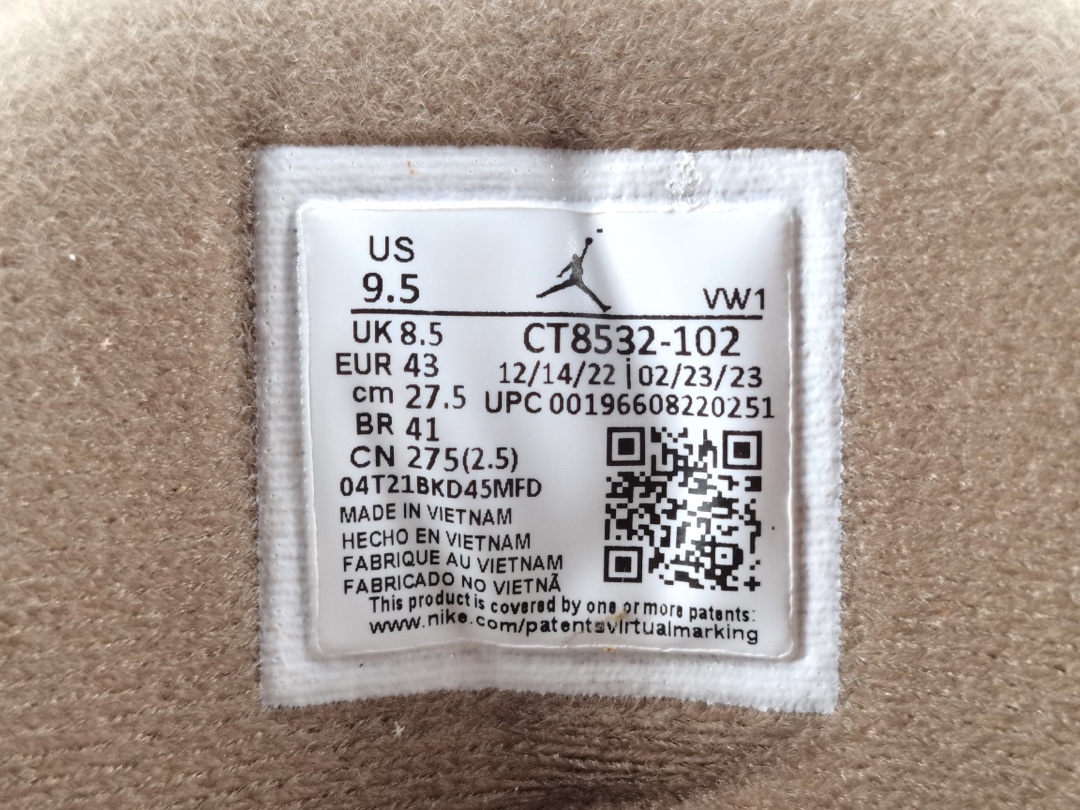 US
9.5
VW1
UK 8.5
CT8532-102
EUR 43
12/14/22 | 02/23/23
cm 27.5
UPC 00196608220251
BR 41
CN 275(2.5)
04T21BKD45MFD
MADE IN VIETNAM
HECHO EN VIETNAM
FABRIQUE AU VIETNAM
FABRICADO NO VIETNÃ
This product is covered by one or more patents:
www.nike.com/patentsvirtualmarking